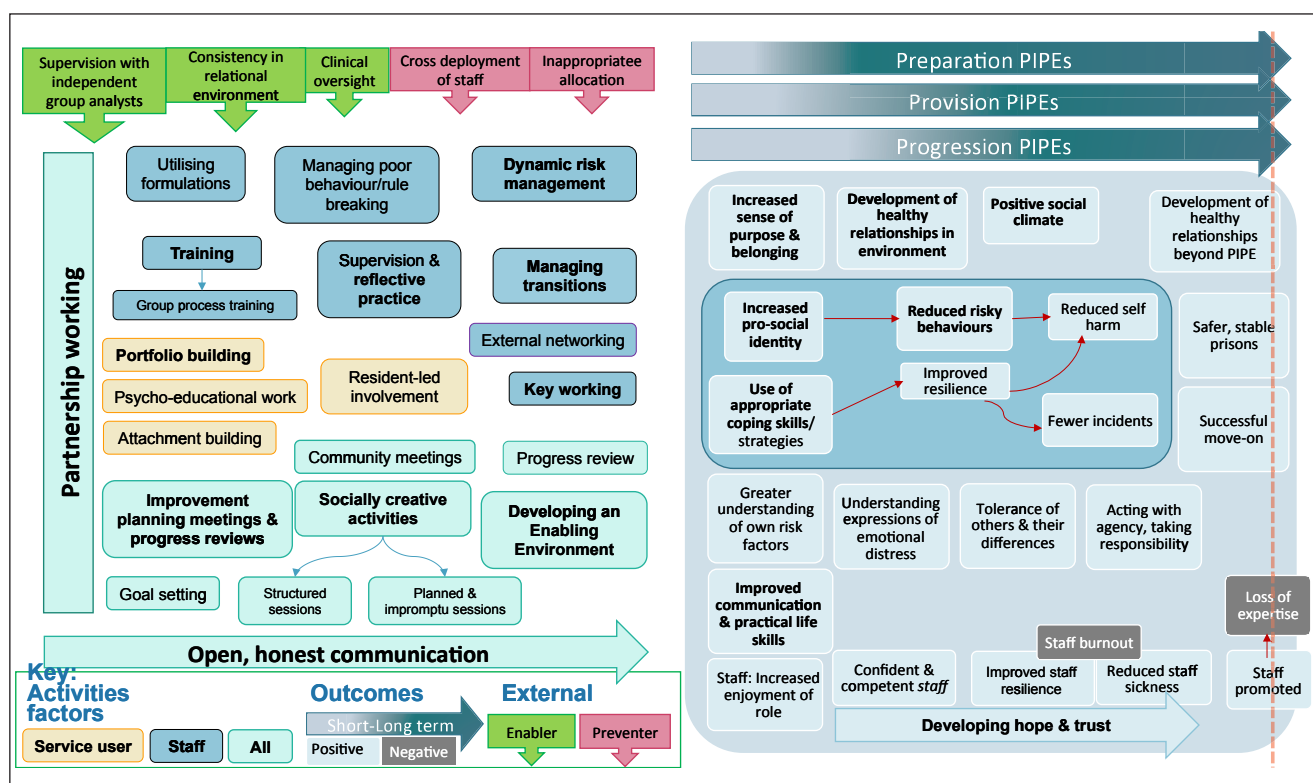 Supervision with
independent
group analysts
Consistency in
relational
environment
Clinical
oversight
Cross deployment
of staff
Inappropriatee
allocation
Partnership working
Utilising
formulations
Managing poor
behaviour/rule
breaking
Dynamic risk
management
Training
Group process training
Supervision &
reflective
practice
Managing
transitions
External networking
Portfolio building
Psycho-educational work
Attachment building
Resident-led
involvement
Key working
Community meetings
Progress review
Improvement
planning meetings &
progress reviews
Socially creative
activities
Developing an
Enabling
Environment
Goal setting
Structured
sessions
Planned &
impromptu sessions
Open, honest communication
Key:
Activities
factors
Outcomes
External
Service user
Staff
All
Short-Long term
Positive
Negative
Enabler
Preventer
Preparation PIPEs
Provision PIPEs
Progression PIPEs
Increased
sense of
purpose &
belonging
Development of
healthy
relationships in
environment
Positive social
climate
Development of
healthy
relationships
beyond PIPE
Increased
pro-social
identity
Reduced risky
behaviours
Reduced self
harm
Safer, stable
prisons
Use of
appropriate
coping skills/
strategies
Improved
resilience
Fewer incidents
Successful
move-on
Greater
understanding
of own risk
factors
Understanding
expressions of
emotional
distress
Tolerance of
others & their
differences
Acting with
agency, taking
responsibility
Improved
communication
& practical life
skills
Loss of
expertise
Staff burnout
Staff: Increased
enjoyment of
role
Confident &
competent staff
Improved staff
resilience
Reduced staff
sickness
Staff
promoted
Developing hope & trust